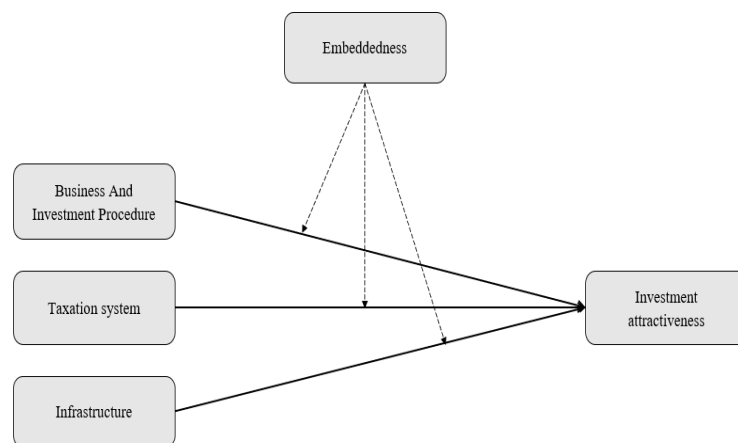 Embeddedness
Business And
Investment Procedure
Taxation system
Investment
attractiveness
Infrastructure